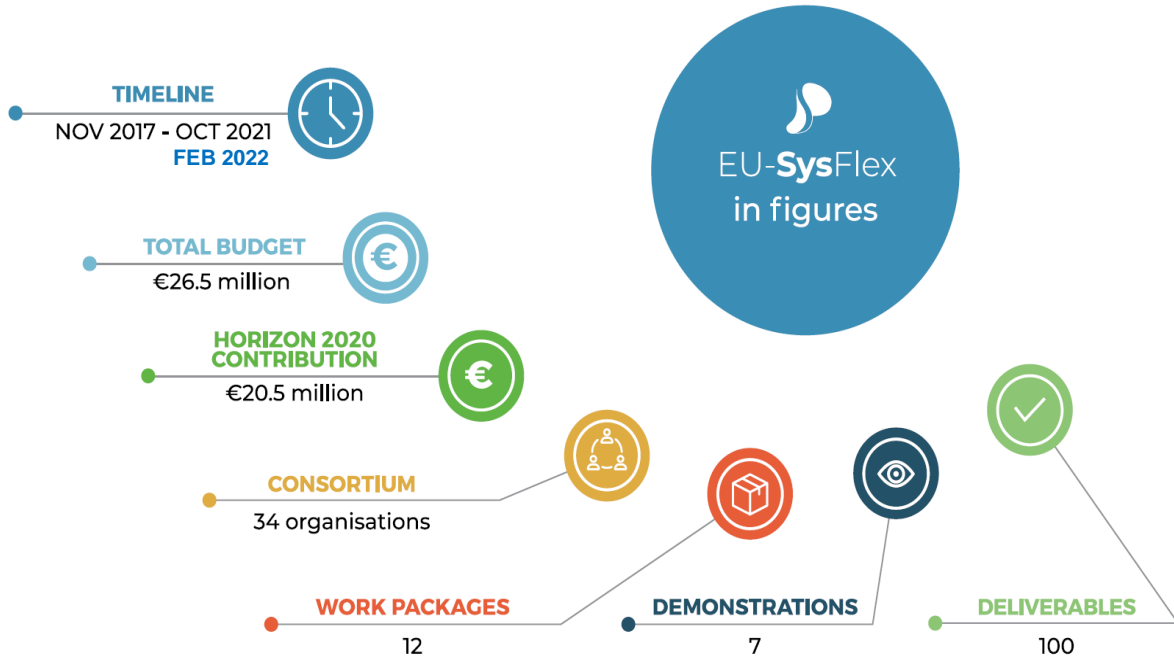 EU-SysFlex
in figures
TIMELINE
NOV 2017 - OCT 2021
FEB 2022
TOTAL BUDGET
€26.5 million
HORIZON 2020
CONTRIBUTION
€20.5 million
CONSORTIUM
34 organisations
WORK PACKAGES
12
DEMONSTRATIONS
7
DELIVERABLES
100